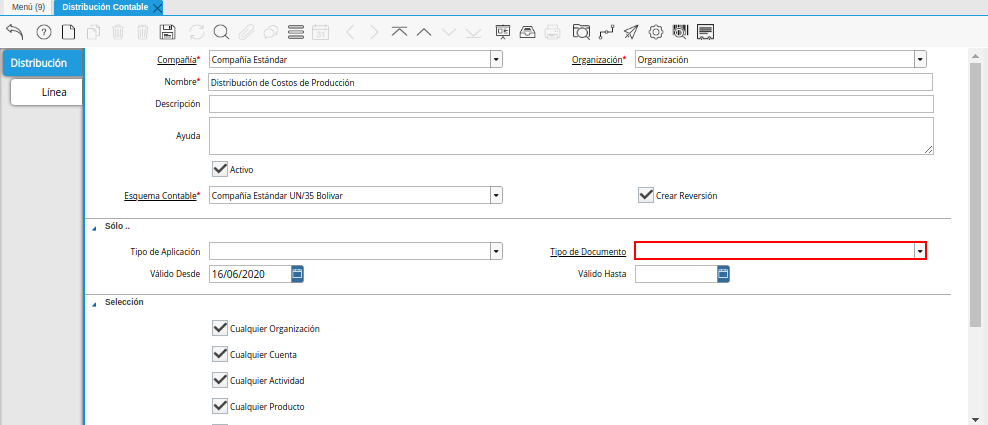 Menú (9) Distribución Contable
31
Distribución
Línea
Compañía* Compañía Estándar Organización* Organización
Nombre* Distribución de Costos de Producción
Descripción
Ayuda
Activo
Esquema Contable* Compañía Estándar UN/35 Bolivar Crear Reversión
Sólo ..
Tipo de Aplicación Tipo de Documento
Válido Desde 16/06/2020 Válido Hasta
Selección
Cualquier Organización
Cualquier Cuenta
Cualquier Actividad
Cualquier Producto